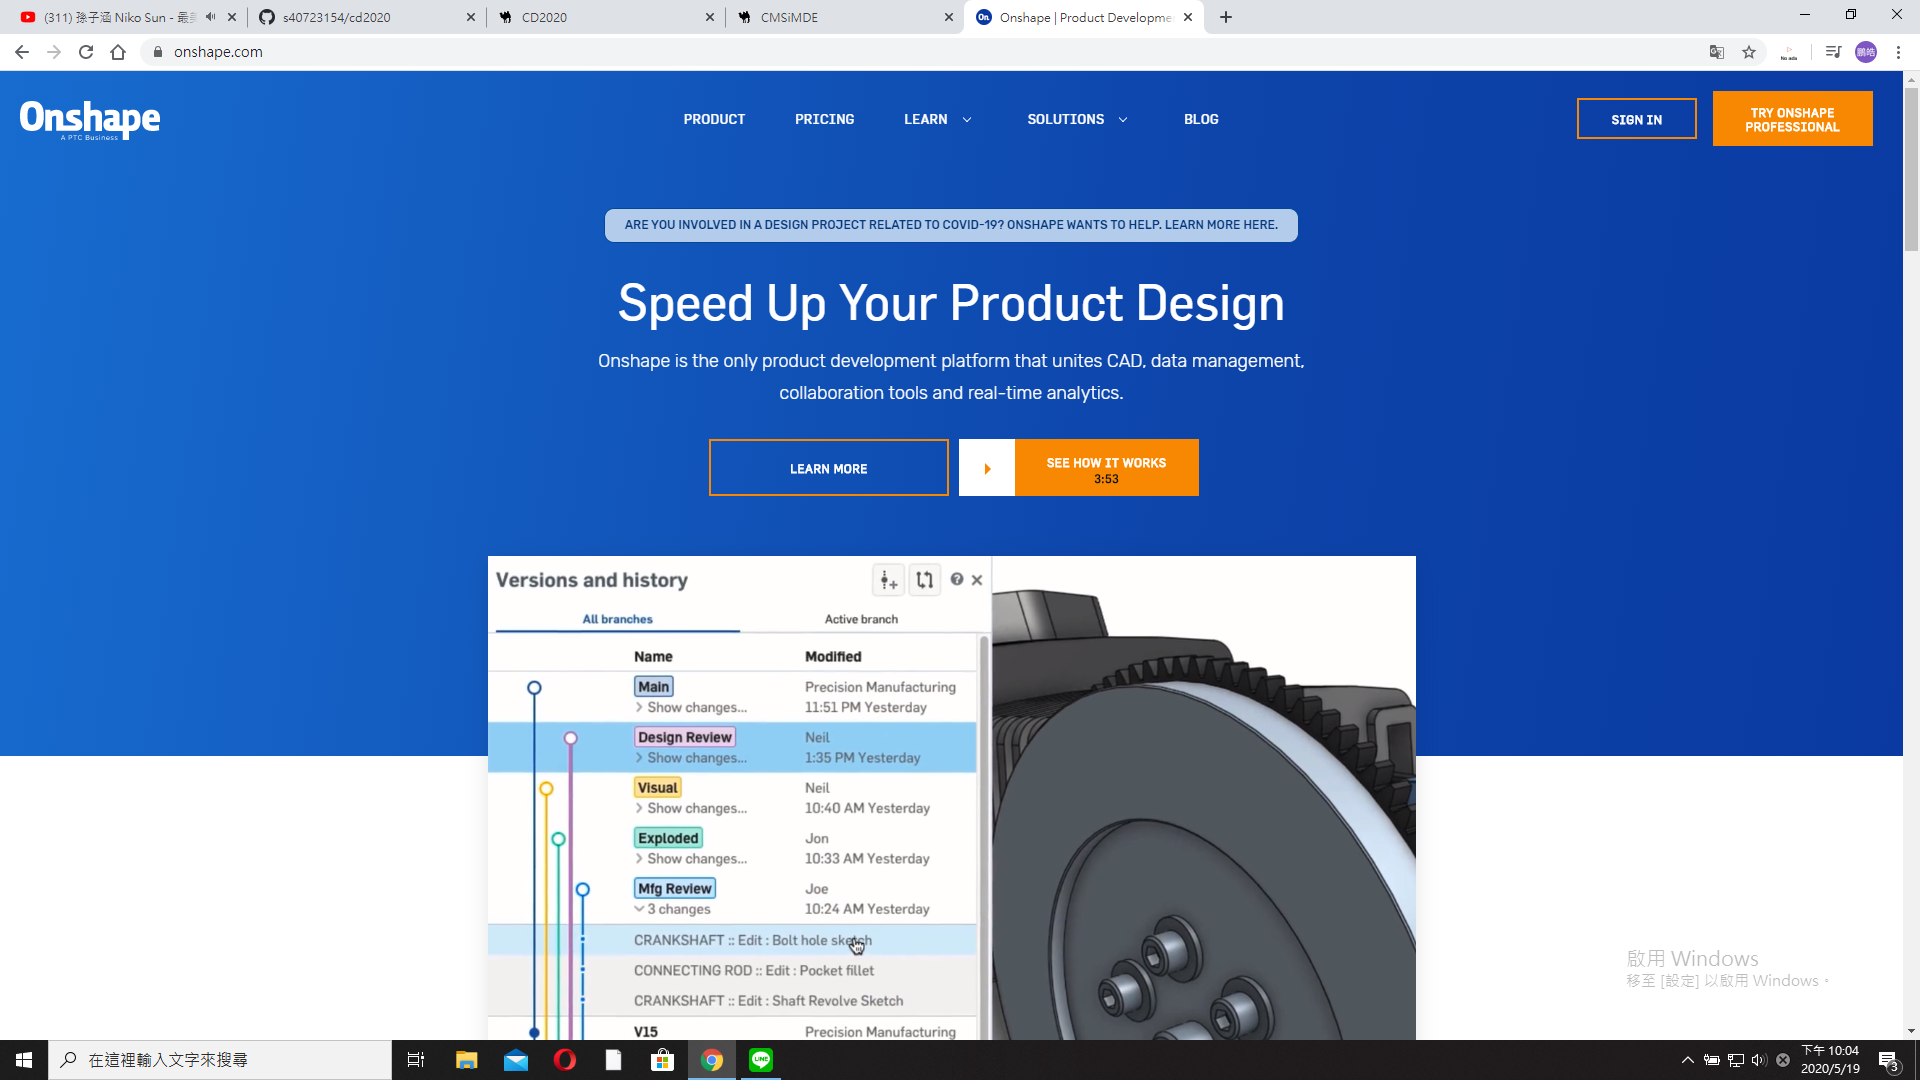 (311) 孫子涵 Niko Sun - 最美
s40723154/cd2020
CD2020
CMSiMDE
Onshape | Product Developme
onshape.com
No ads
鵬皓
Onshape
A PTC Business
PRODUCT
PRICING
LEARN
SOLUTIONS
BLOG
SIGN IN
TRY ONSHAPE
PROFESSIONAL
ARE YOU INVOLVED IN A DESIGN PROJECT RELATED TO COVID-19? ONSHAPE WANTS TO HELP. LEARN MORE HERE.
Speed Up Your Product Design
Onshape is the only product development platform that unites CAD, data management,
collaboration tools and real-time analytics.
LEARN MORE
SEE HOW IT WORKS
3:53
Versions and history
All branches
Active branch
Name Modified
Main Precision Manufacturing
Show changes... 11:51 PM Yesterday
Design Review Neil
Show changes... 1:35 PM Yesterday
Visual Neil
Show changes... 10:40 AM Yesterday
Exploded Jon
Show changes... 10:33 AM Yesterday
Mfg Review Joe
3 changes 10:24 AM Yesterday
CRANKSHAFT :: Edit : Bolt hole sketch
CONNECTING ROD :: Edit : Pocket fillet
CRANKSHAFT :: Edit : Shaft Revolve Sketch
V15 Precision Manufacturing
啟用 Windows
移至 [設定] 以啟用 Windows。
在這裡輸入文字來搜尋
LINE
下午 10:04
2020/5/19
3